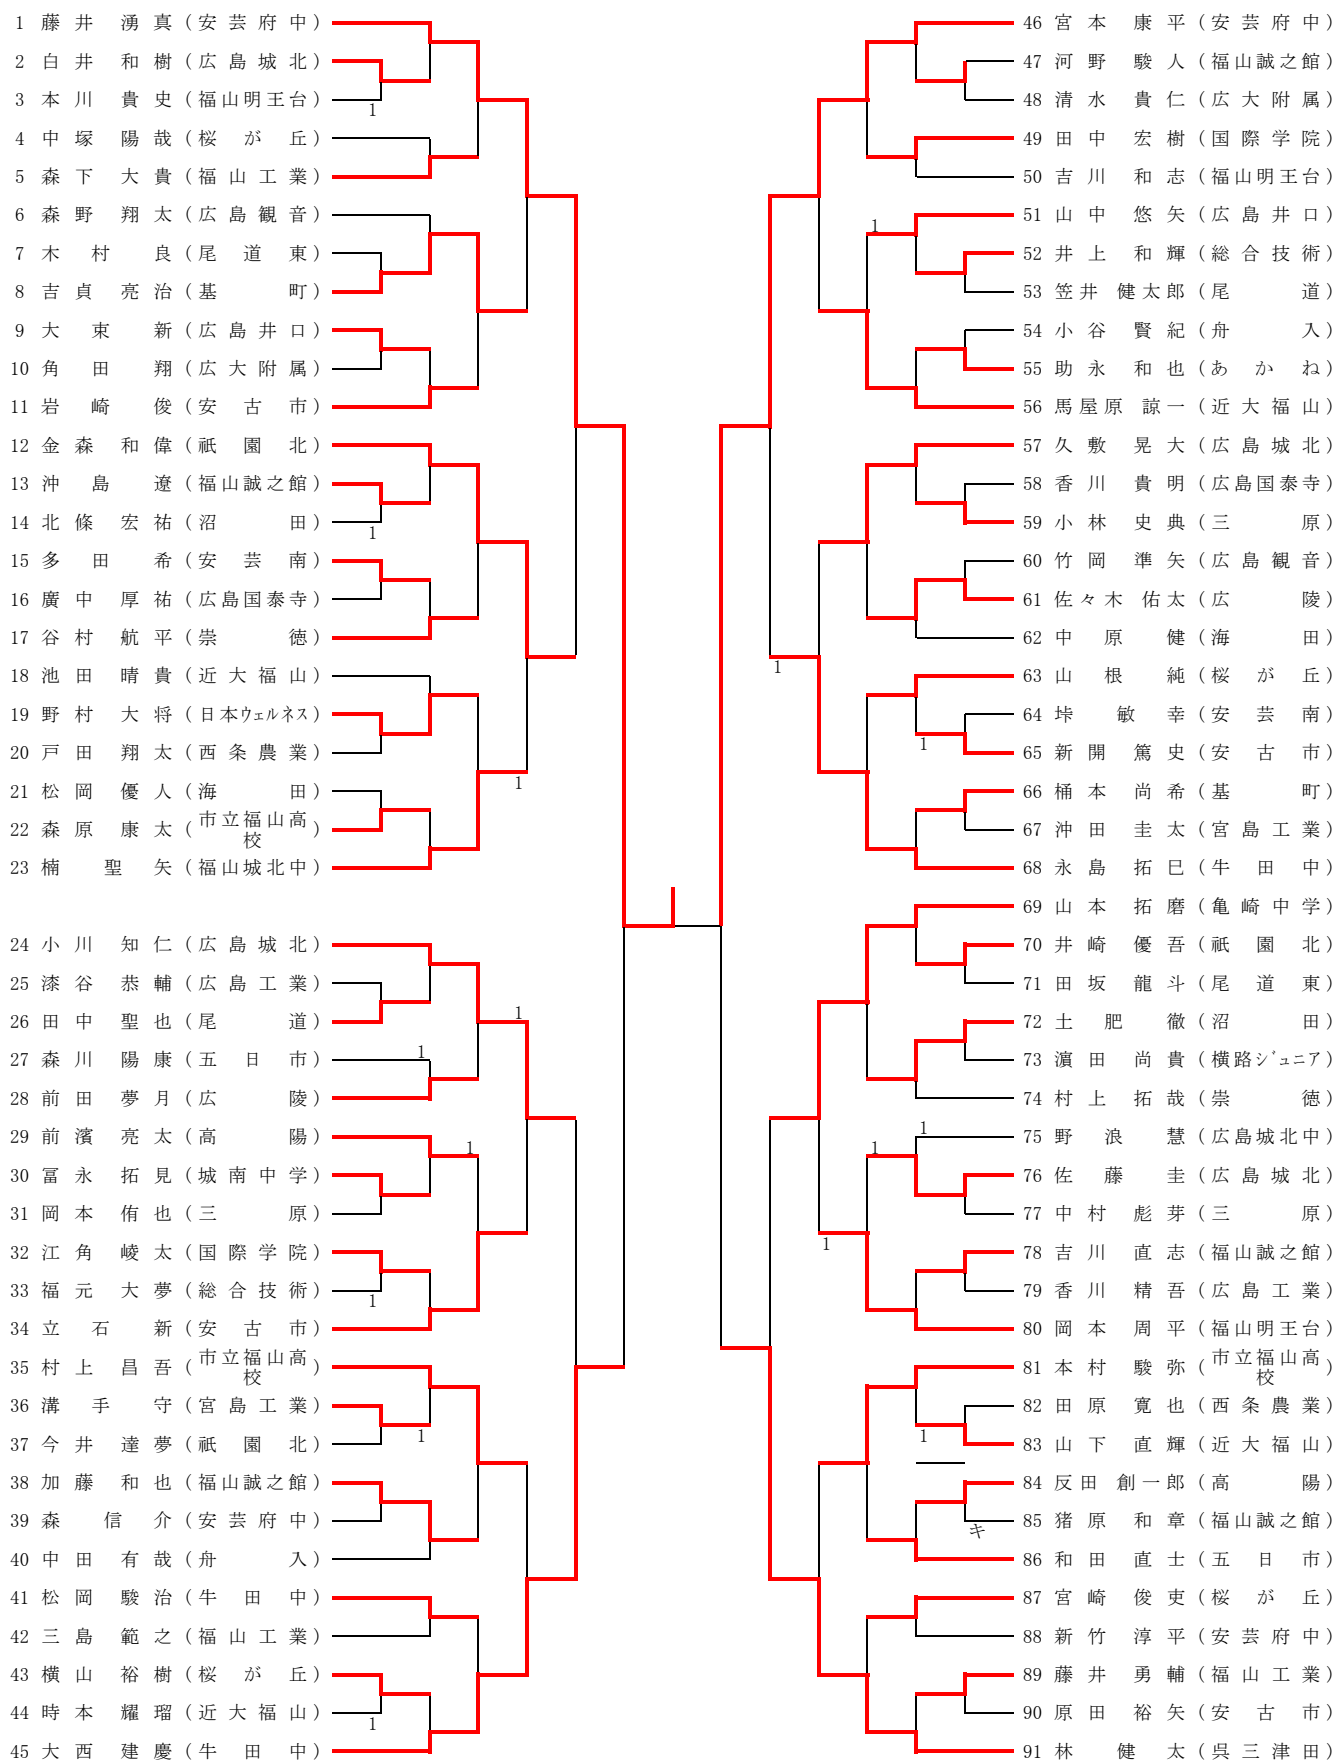 1 藤井 湧真 (安芸府中)
2 白井 和樹 (広島城北)
3 本川 貴史 (福山明王台)
1
4 中塚 陽哉 (桜が丘)
5 森下 大貴 (福山工業)
6 森野 翔太 (広島観音)
7 木村 良 (尾道東)
8 吉貞 亮治 (基町)
9 大東 新 (広島井口)
10 角田 翔 (広大附属)
11 岩崎 俊 (安古市)
12 金森 和偉 (祇園北)
13 沖島 遼 (福山誠之館)
14 北條 宏祐 (沼田)
1
15 多田 希 (安芸南)
16 廣中 厚祐 (広島国泰寺)
17 谷村 航平 (崇徳)
18 池田 晴貴 (近大福山)
19 野村 大将 (日本ウェルネス)
20 戸田 翔太 (西条農業)
1
21 松岡 優人 (海田)
22 森原 康太 (市立福山高校)
23 楠 聖矢 (福山城北中)
24 小川 知仁 (広島城北)
25 漆谷 恭輔 (広島工業)
1
26 田中 聖也 (尾道)
27 森川 陽康 (五日市)
1
28 前田 夢月 (広陵)
29 前濱 亮太 (高陽)
1
30 冨永 拓見 (城南中学)
31 岡本 侑也 (三原)
32 江角 崚太 (国際学院)
33 福元 大夢 (総合技術)
1
34 立石 新 (安古市)
35 村上 昌吾 (市立福山高校)
36 溝手 守 (宮島工業)
1
37 今井 達夢 (祇園北)
38 加藤 和也 (福山誠之館)
39 森 信介 (安芸府中)
40 中田 有哉 (舟入)
41 松岡 駿治 (牛田中)
42 三島 範之 (福山工業)
43 横山 裕樹 (桜が丘)
44 時本 耀瑠 (近大福山)
1
45 大西 建慶 (牛田中)
46 宮本 康平 (安芸府中)
47 河野 駿人 (福山誠之館)
48 清水 貴仁 (広大附属)
49 田中 宏樹 (国際学院)
50 吉川 和志 (福山明王台)
51 山中 悠矢 (広島井口)
1
52 井上 和輝 (総合技術)
53 笠井 健太郎 (尾道)
54 小谷 賢紀 (舟入)
55 助永 和也 (あかね)
56 馬屋原 諒一 (近大福山)
57 久敷 晃大 (広島城北)
58 香川 貴明 (広島国泰寺)
59 小林 史典 (三原)
60 竹岡 準矢 (広島観音)
61 佐々木 佑太 (広陵)
62 中原 健 (海田)
1
63 山根 純 (桜が丘)
64 垰 敏幸 (安芸南)
1
65 新開 篤史 (安古市)
66 桶本 尚希 (基町)
67 沖田 圭太 (宮島工業)
68 永島 拓巳 (牛田中)
69 山本 拓磨 (亀崎中学)
70 井崎 優吾 (祇園北)
71 田坂 龍斗 (尾道東)
72 土肥 徹 (沼田)
73 濵田 尚貴 (横路ジュニア)
74 村上 拓哉 (崇徳)
1
75 野浪 慧 (広島城北中)
1
76 佐藤 圭 (広島城北)
77 中村 彪芽 (三原)
1
78 吉川 直志 (福山誠之館)
79 香川 精吾 (広島工業)
80 岡本 周平 (福山明王台)
81 本村 駿弥 (市立福山高校)
82 田原 寛也 (西条農業)
1
83 山下 直輝 (近大福山)
84 反田 創一郎 (高陽)
85 猪原 和章 (福山誠之館)
キ
86 和田 直士 (五日市)
87 宮崎 俊吏 (桜が丘)
88 新竹 淳平 (安芸府中)
89 藤井 勇輔 (福山工業)
90 原田 裕矢 (安古市)
91 林 健太 (呉三津田)